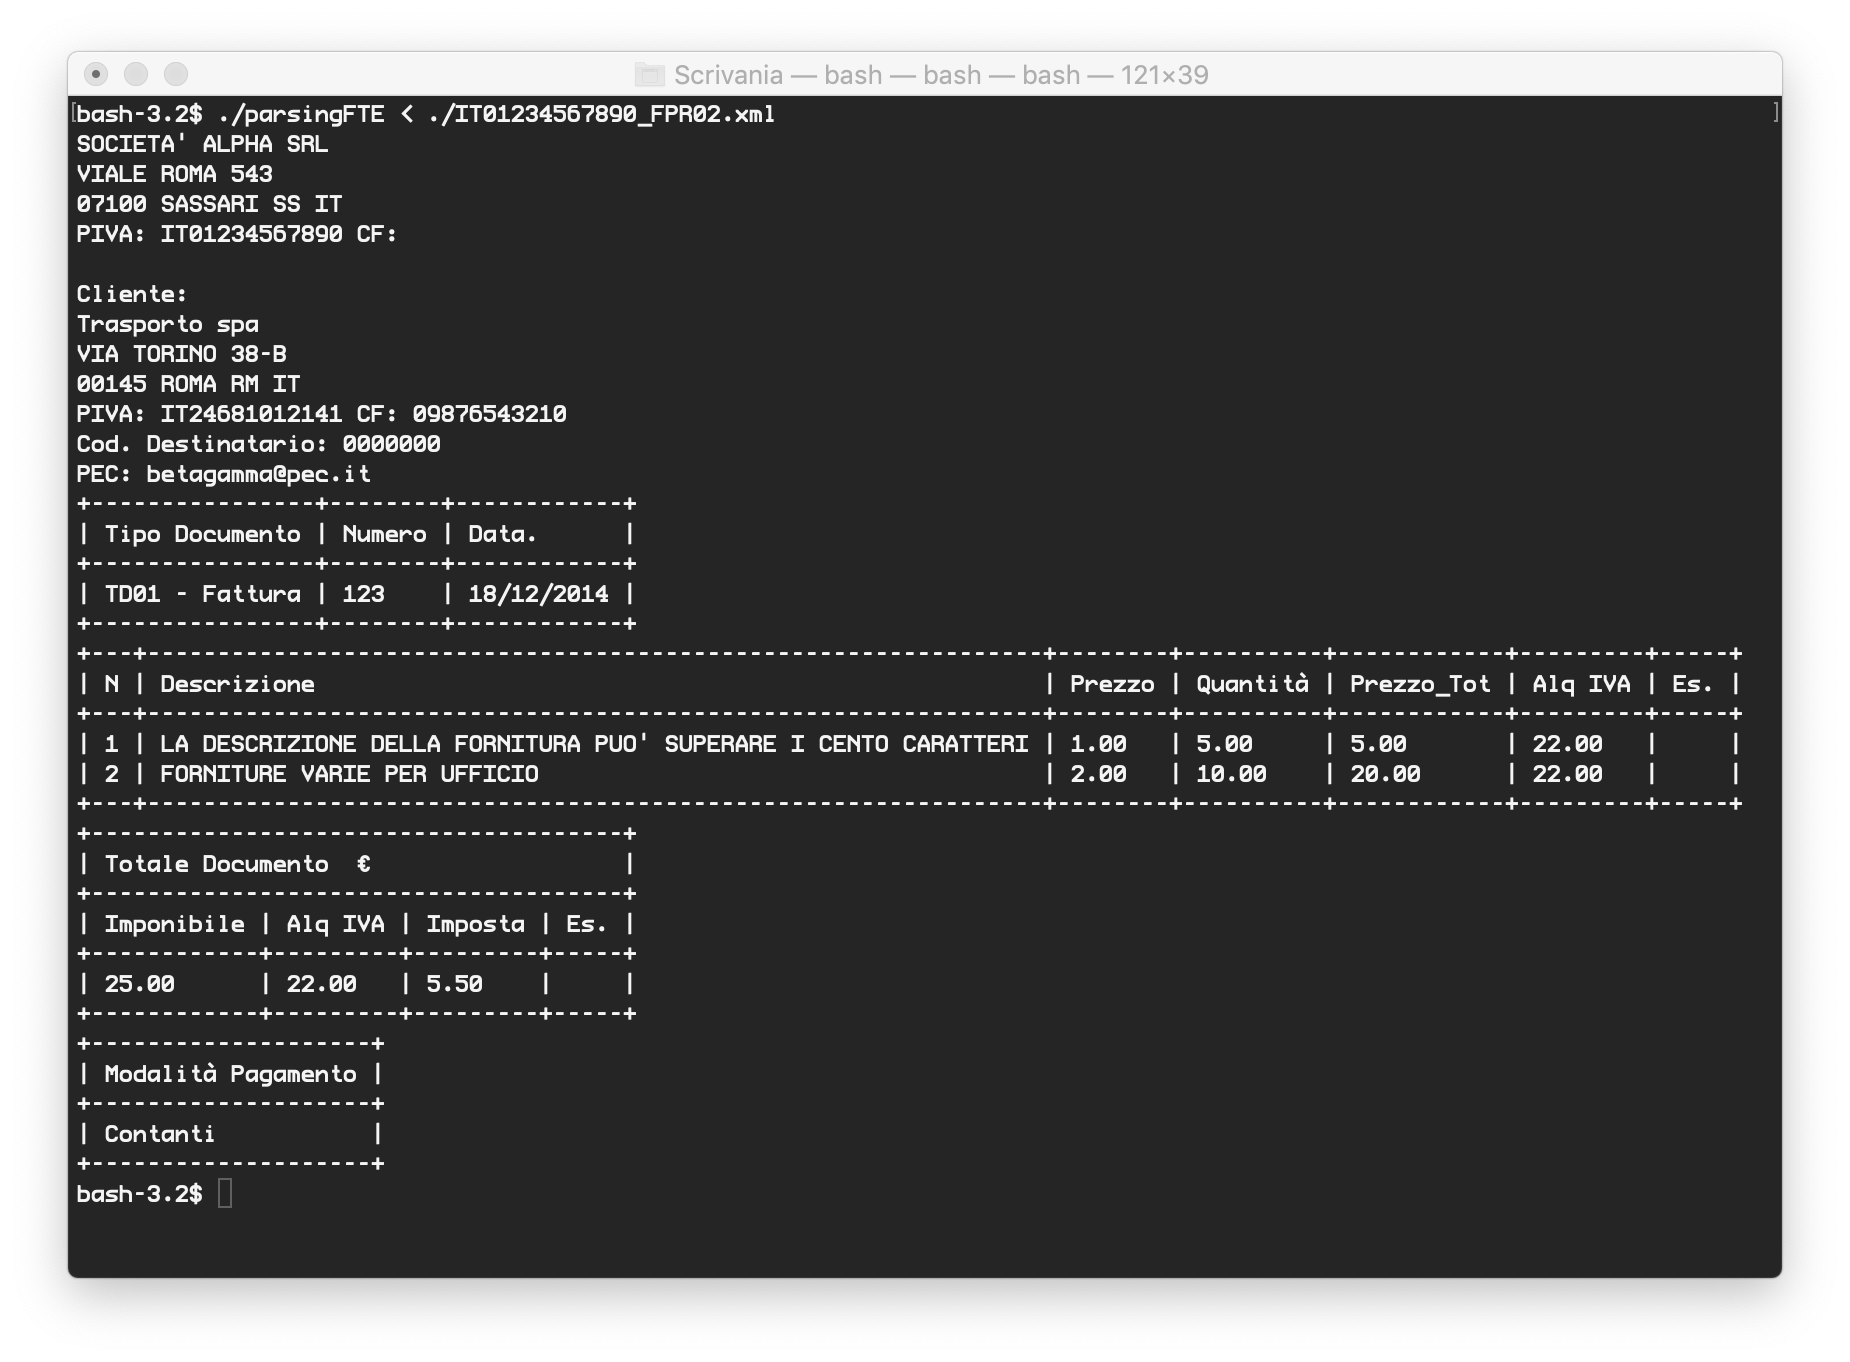 Scrivania — bash — bash — bash — 121×39
bash-3.2$ ./parsingFTE < ./IT01234567890_FPR02.xml
SOCIETA' ALPHA SRL
VIALE ROMA 543
07100 SASSARI SS IT
PIVA: IT01234567890 CF:
Cliente:
Trasporto spa
VIA TORINO 38-B
00145 ROMA RM IT
PIVA: IT24681012141 CF: 09876543210
Cod. Destinatario: 0000000
PEC: betagamma@pec.it
+----------------+--------+------------+
| Tipo Documento | Numero | Data.      |
+----------------+--------+------------+
| TD01 - Fattura | 123    | 18/12/2014 |
+----------------+--------+------------+
+---+----------------------------------------------------------------+--------+----------+------------+---------+-----+
| N | Descrizione                                                    | Prezzo | Quantità | Prezzo_Tot | Alq IVA | Es. |
+---+----------------------------------------------------------------+--------+----------+------------+---------+-----+
| 1 | LA DESCRIZIONE DELLA FORNITURA PUO' SUPERARE I CENTO CARATTERI | 1.00   | 5.00     | 5.00       | 22.00   |     |
| 2 | FORNITURE VARIE PER UFFICIO                                    | 2.00   | 10.00    | 20.00      | 22.00   |     |
+---+----------------------------------------------------------------+--------+----------+------------+---------+-----+
+--------------------------------------+
| Totale Documento  €                  |
+--------------------------------------+
| Imponibile | Alq IVA | Imposta | Es. |
+------------+---------+---------+-----+
| 25.00      | 22.00   | 5.50    |     |
+------------+---------+---------+-----+
+--------------------+
| Modalità Pagamento |
+--------------------+
| Contanti           |
+--------------------+
bash-3.2$